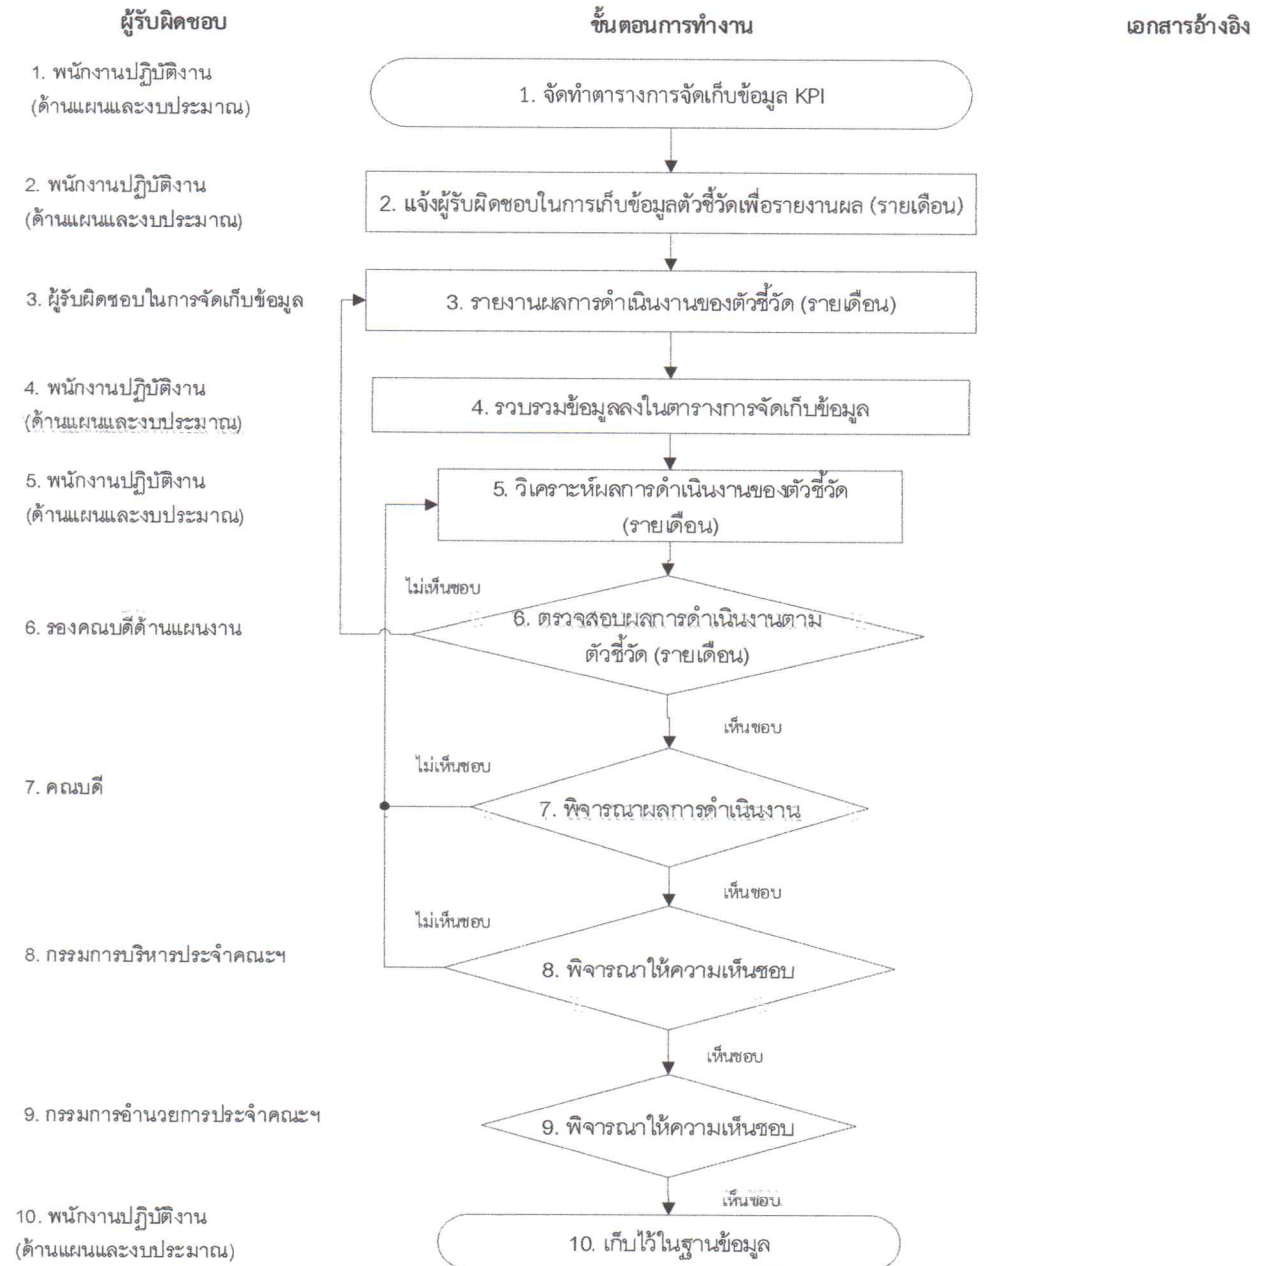 ผู้รับผิดชอบ
ขั้นตอนการทำงาน
เอกสารอ้างอิง
1. พนักงานปฏิบัติงาน
(ด้านแผนและงบประมาณ)
1. จัดทำตารางการจัดเก็บข้อมูล KPI
2. พนักงานปฏิบัติงาน
(ด้านแผนและงบประมาณ)
2. แจ้งผู้รับผิดชอบในการเก็บข้อมูลตัวชี้วัดเพื่อรายงานผล (รายเดือน)
3. ผู้รับผิดชอบในการจัดเก็บข้อมูล
3. รายงานผลการดำเนินงานของตัวชี้วัด (รายเดือน)
4. พนักงานปฏิบัติงาน
(ด้านแผนและงบประมาณ)
4. รวบรวมข้อมูลลงในตารางการจัดเก็บข้อมูล
5. พนักงานปฏิบัติงาน
(ด้านแผนและงบประมาณ)
5. วิเคราะห์ผลการดำเนินงานของตัวชี้วัด
(รายเดือน)
ไม่เห็นชอบ
6. รองคณบดีด้านแผนงาน
6. ตรวจสอบผลการดำเนินงานตาม
ตัวชี้วัด (รายเดือน)
เห็นชอบ
ไม่เห็นชอบ
7. คณบดี
7. พิจารณาผลการดำเนินงาน
เห็นชอบ
ไม่เห็นชอบ
8. กรรมการบริหารประจำคณะฯ
8. พิจารณาให้ความเห็นชอบ
เห็นชอบ
9. กรรมการอำนวยการประจำคณะฯ
9. พิจารณาให้ความเห็นชอบ
เห็นชอบ
10. พนักงานปฏิบัติงาน
(ด้านแผนและงบประมาณ)
10. เก็บไว้ในฐานข้อมูล